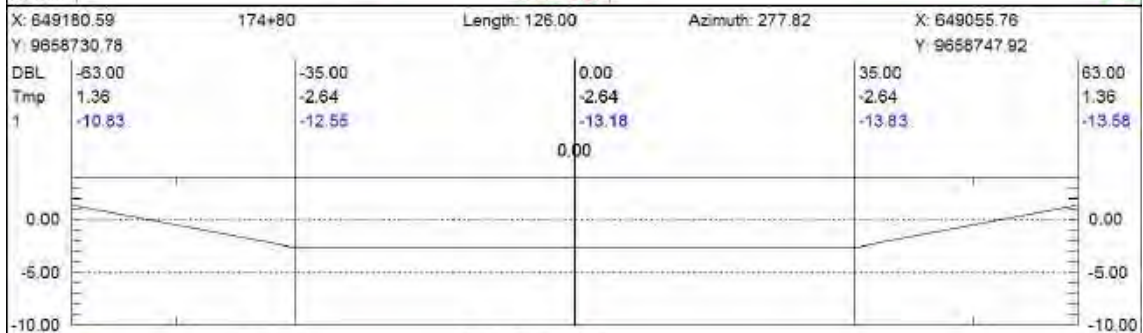 X: 649180.59 174+80 Length: 126.00 Azimuth: 277.82 X: 649055.76
Y: 9658730.78 Y: 9658747.92
DBL -63.00 -35.00 0.00 35.00 63.00
Tmp 1.36 -2.64 -2.64 -2.64 1.36
1 -10.83 -12.55 -13.18 -13.83 -13.58
0.00
0.00 0.00
-5.00 -5.00
-10.00 -10.00